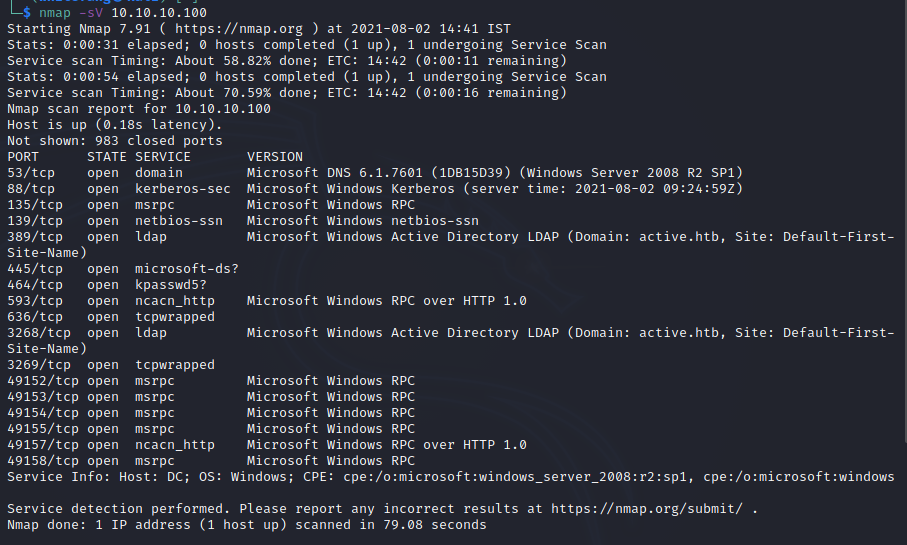 $ nmap -sV 10.10.10.100
Starting Nmap 7.91 ( https://nmap.org ) at 2021-08-02 14:41 IST
Stats: 0:00:31 elapsed; 0 hosts completed (1 up), 1 undergoing Service Scan
Service scan Timing: About 58.82% done; ETC: 14:42 (0:00:11 remaining)
Stats: 0:00:54 elapsed; 0 hosts completed (1 up), 1 undergoing Service Scan
Service scan Timing: About 70.59% done; ETC: 14:42 (0:00:16 remaining)
Nmap scan report for 10.10.10.100
Host is up (0.18s latency).
Not shown: 983 closed ports
PORT      STATE SERVICE       VERSION
53/tcp    open  domain        Microsoft DNS 6.1.7601 (1DB15D39) (Windows Server 2008 R2 SP1)
88/tcp    open  kerberos-sec  Microsoft Windows Kerberos (server time: 2021-08-02 09:24:59Z)
135/tcp   open  msrpc         Microsoft Windows RPC
139/tcp   open  netbios-ssn   Microsoft Windows netbios-ssn
389/tcp   open  ldap          Microsoft Windows Active Directory LDAP (Domain: active.htb, Site: Default-First-
Site-Name)
445/tcp   open  microsoft-ds?
464/tcp   open  kpasswd5?
593/tcp   open  ncacn_http    Microsoft Windows RPC over HTTP 1.0
636/tcp   open  tcpwrapped
3268/tcp  open  ldap          Microsoft Windows Active Directory LDAP (Domain: active.htb, Site: Default-First-
Site-Name)
3269/tcp  open  tcpwrapped
49152/tcp open  msrpc         Microsoft Windows RPC
49153/tcp open  msrpc         Microsoft Windows RPC
49154/tcp open  msrpc         Microsoft Windows RPC
49155/tcp open  msrpc         Microsoft Windows RPC
49157/tcp open  ncacn_http    Microsoft Windows RPC over HTTP 1.0
49158/tcp open  msrpc         Microsoft Windows RPC
Service Info: Host: DC; OS: Windows; CPE: cpe:/o:microsoft:windows_server_2008:r2:sp1, cpe:/o:microsoft:windows
Service detection performed. Please report any incorrect results at https://nmap.org/submit/ .
Nmap done: 1 IP address (1 host up) scanned in 79.08 seconds